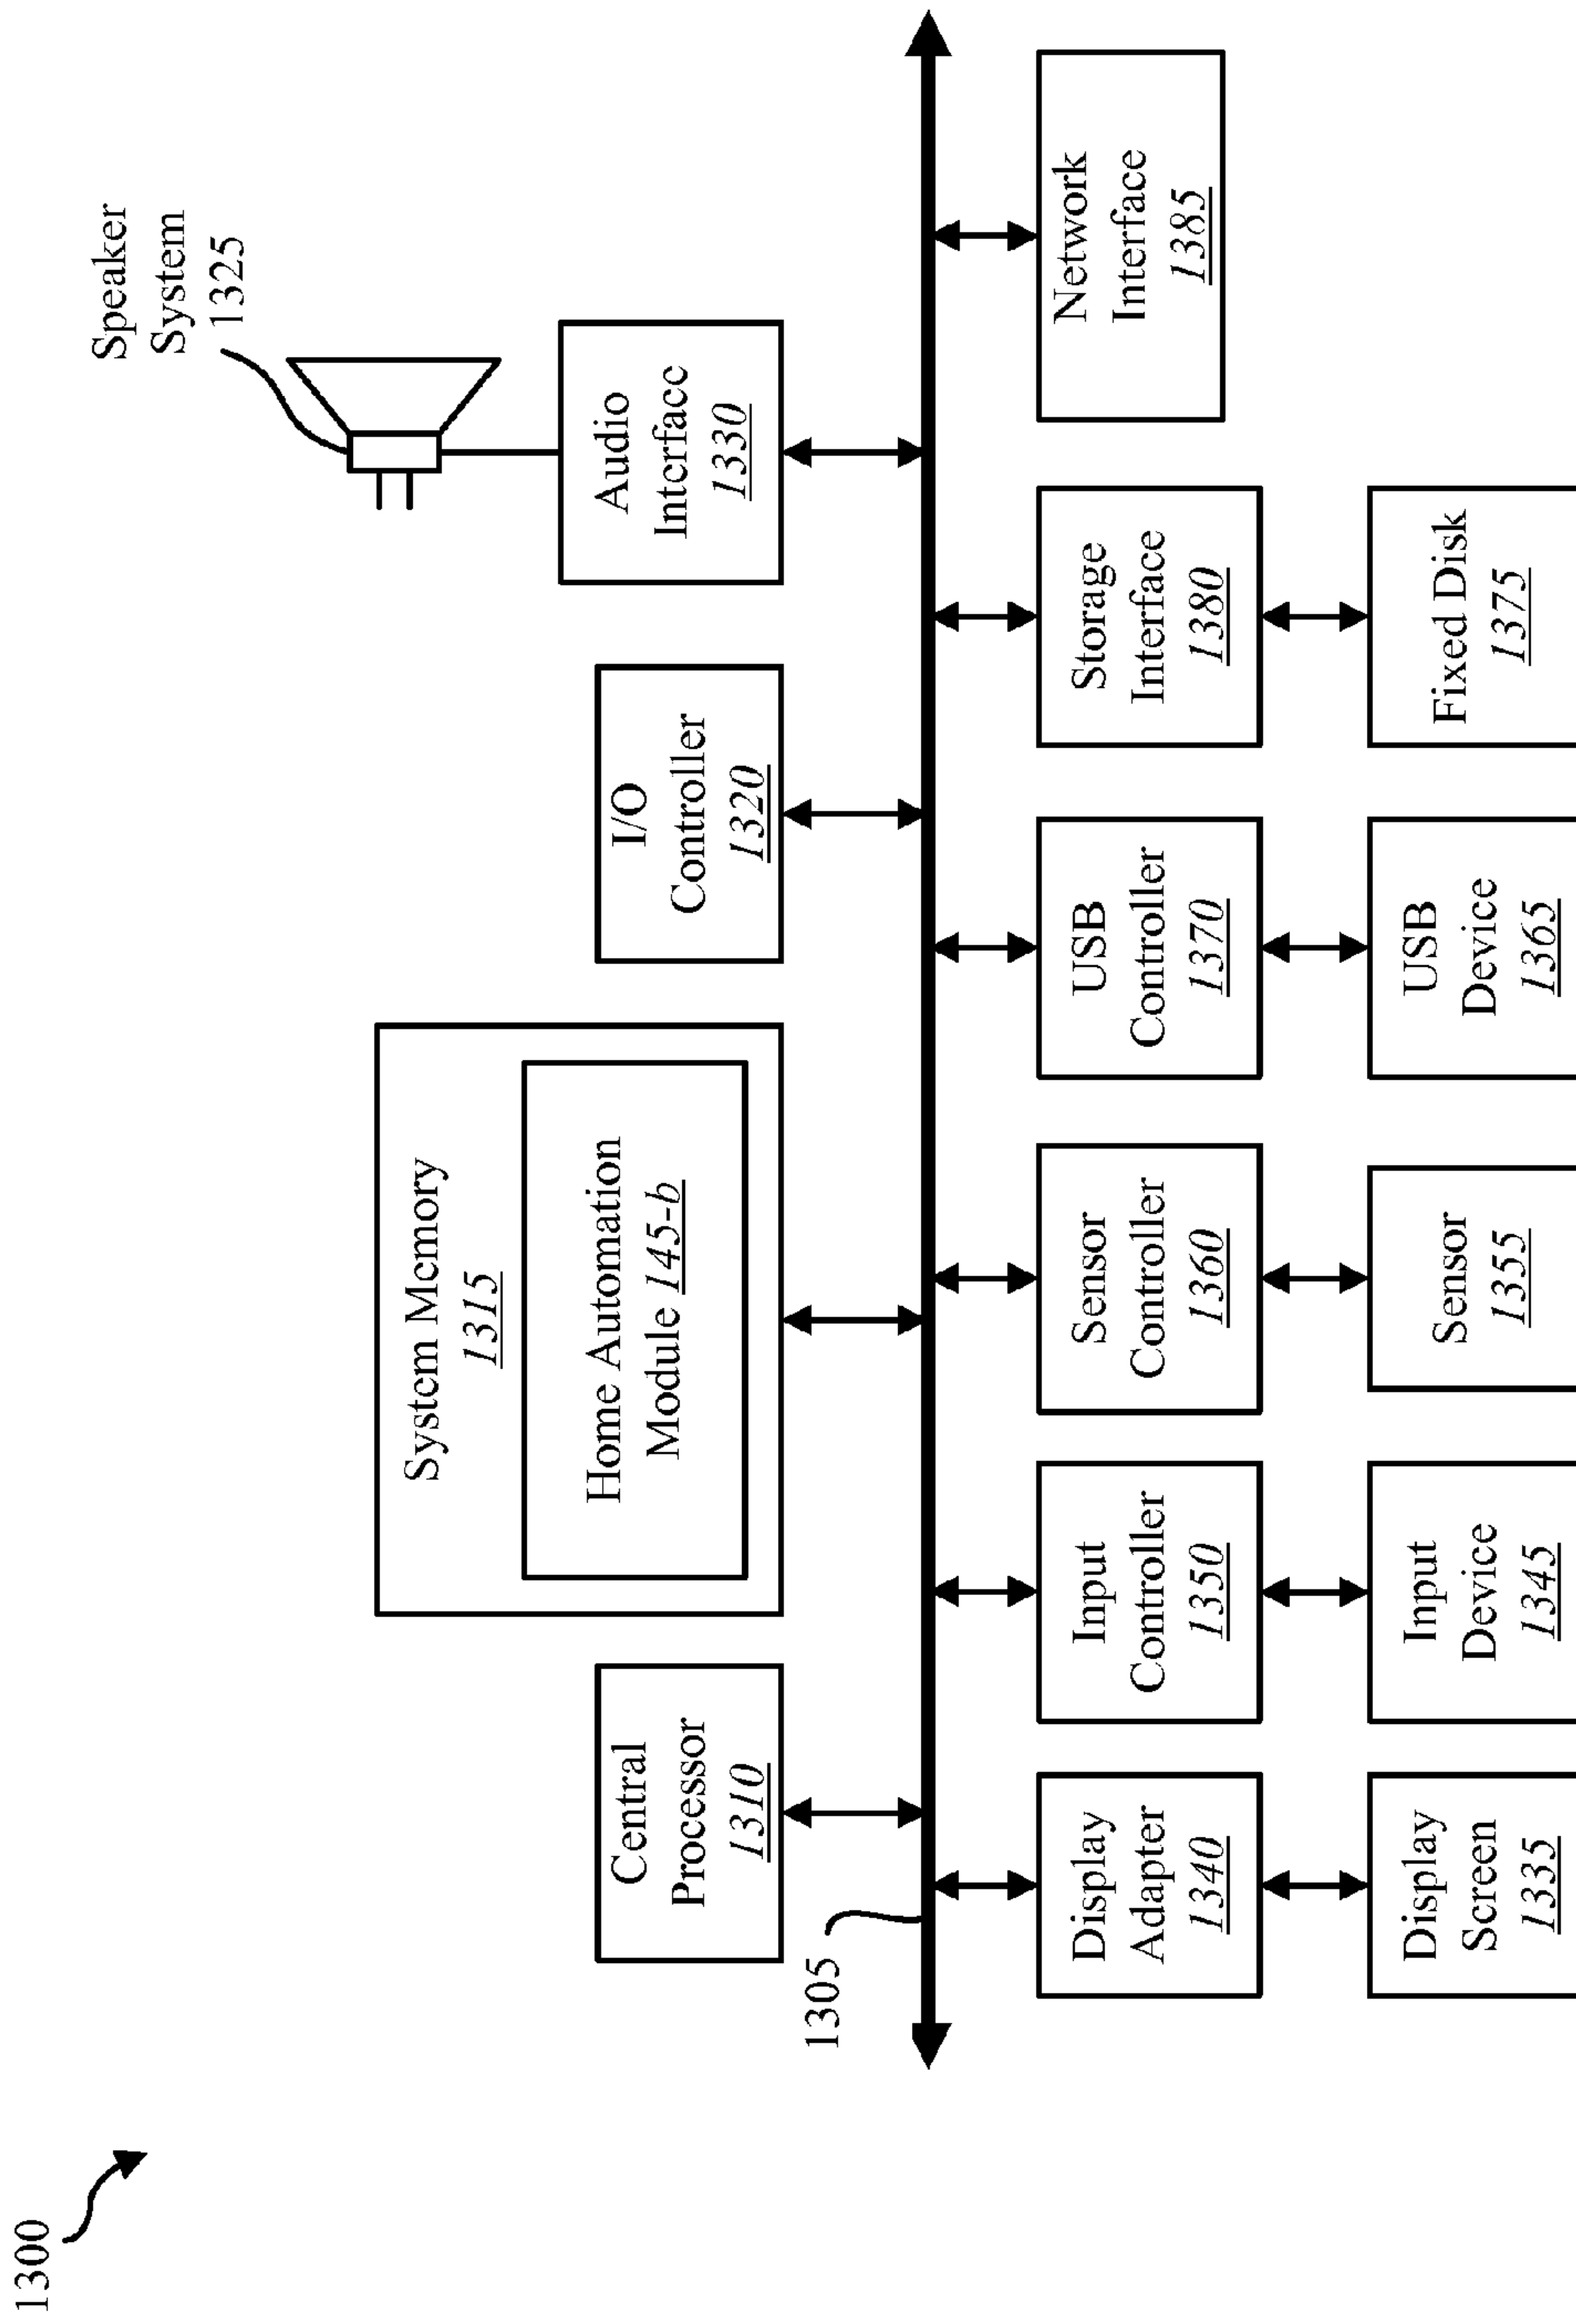 1300
Speaker
System
1325
System Memory
1315
Home Automation
Module 145-b
Central
Processor
1310
I/O
Controller
1320
Audio
Interface
1330
1305
Display
Adapter
1340
Input
Controller
1350
Sensor
Controller
1360
USB
Controller
1370
Storage
Interface
1380
Network
Interface
1385
Display
Screen
1335
Input
Device
1345
Sensor
1355
USB
Device
1365
Fixed Disk
1375